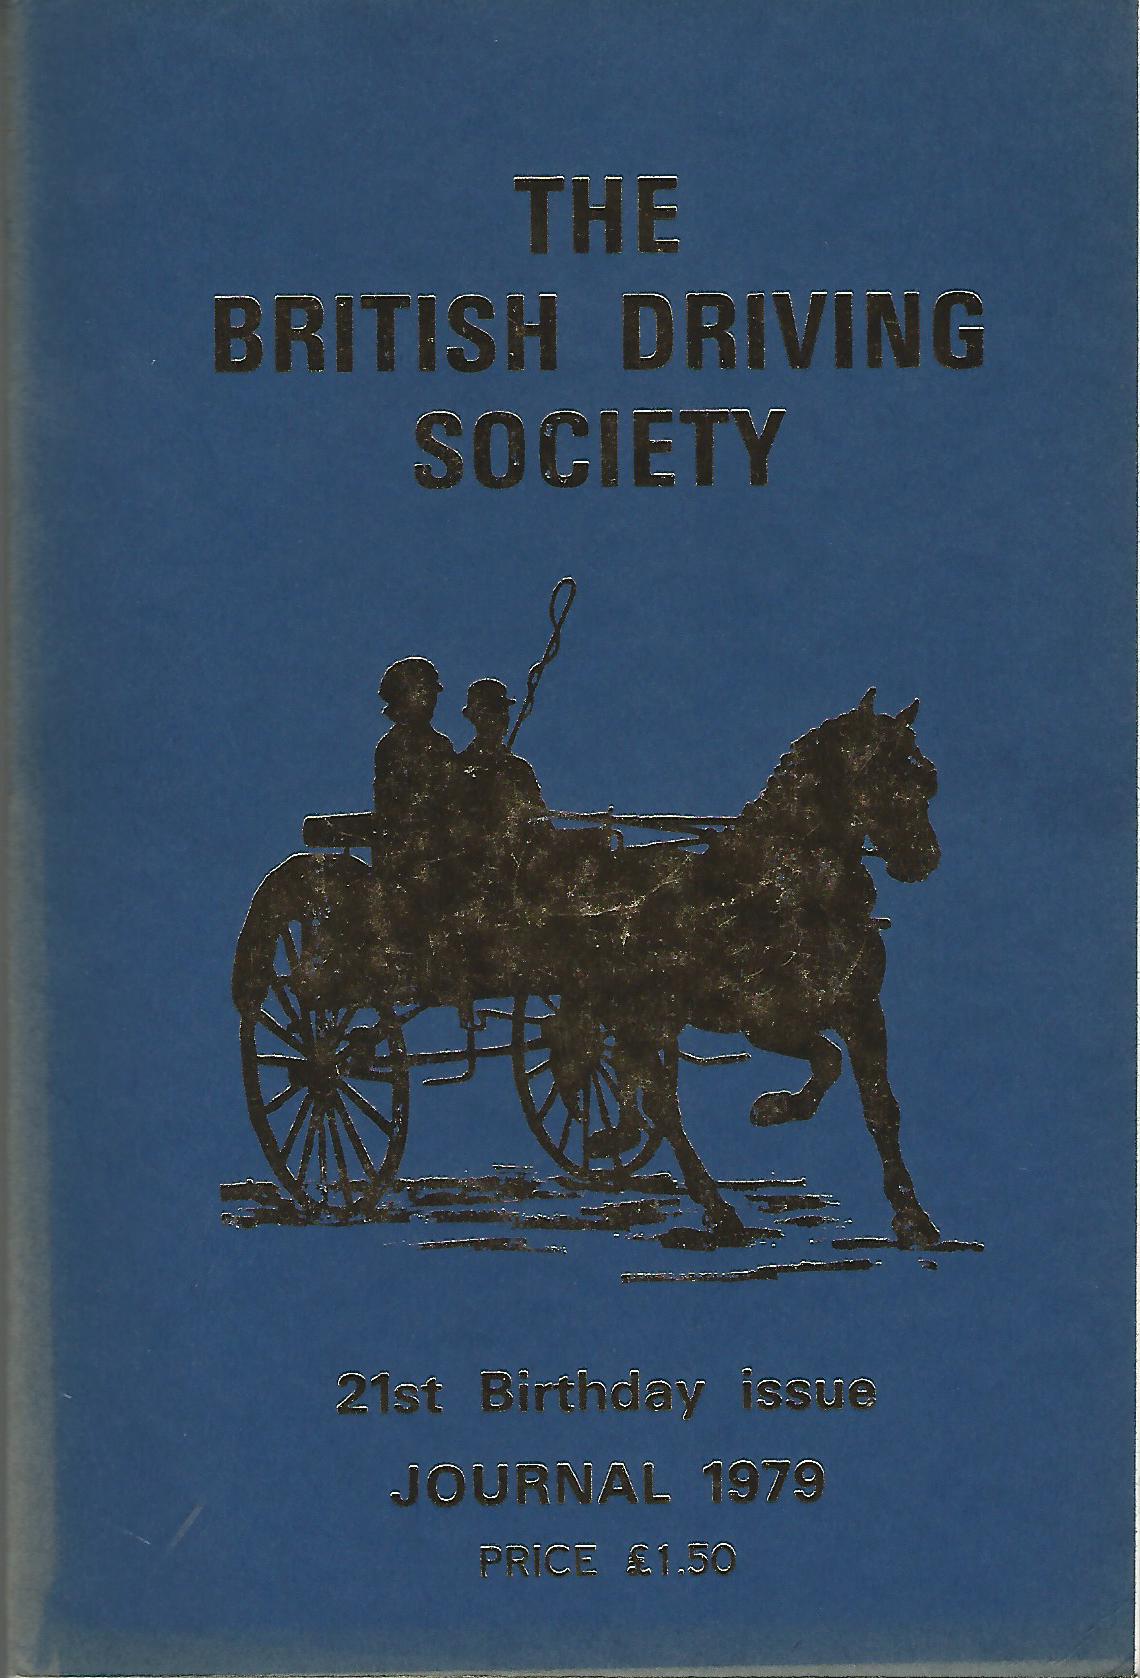 THE
BRITISH DRIVING
SOCIETY
21st Birthday issue
JOURNAL 1979
PRICE £1.50